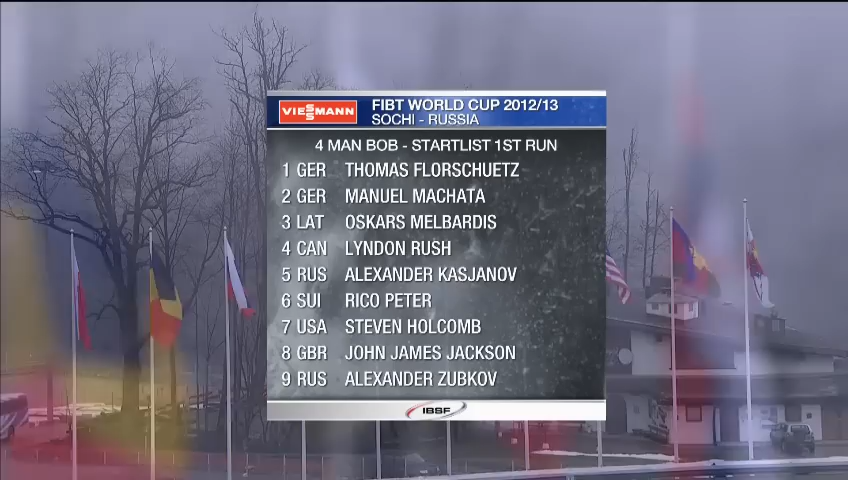 VIESSMANN
FIBT WORLD CUP 2012/13
SOCHI - RUSSIA
4 MAN BOB - STARTLIST 1ST RUN
1 GER THOMAS FLORSCHUETZ
2 GER MANUEL MACHATA
3 LAT OSKARS MELBARDIS
4 CAN LYNDON RUSH
5 RUS ALEXANDER KASJANOV
6 SUI RICO PETER
7 USA STEVEN HOLCOMB
8 GBR JOHN JAMES JACKSON
9 RUS ALEXANDER ZUBKOV
IBSF